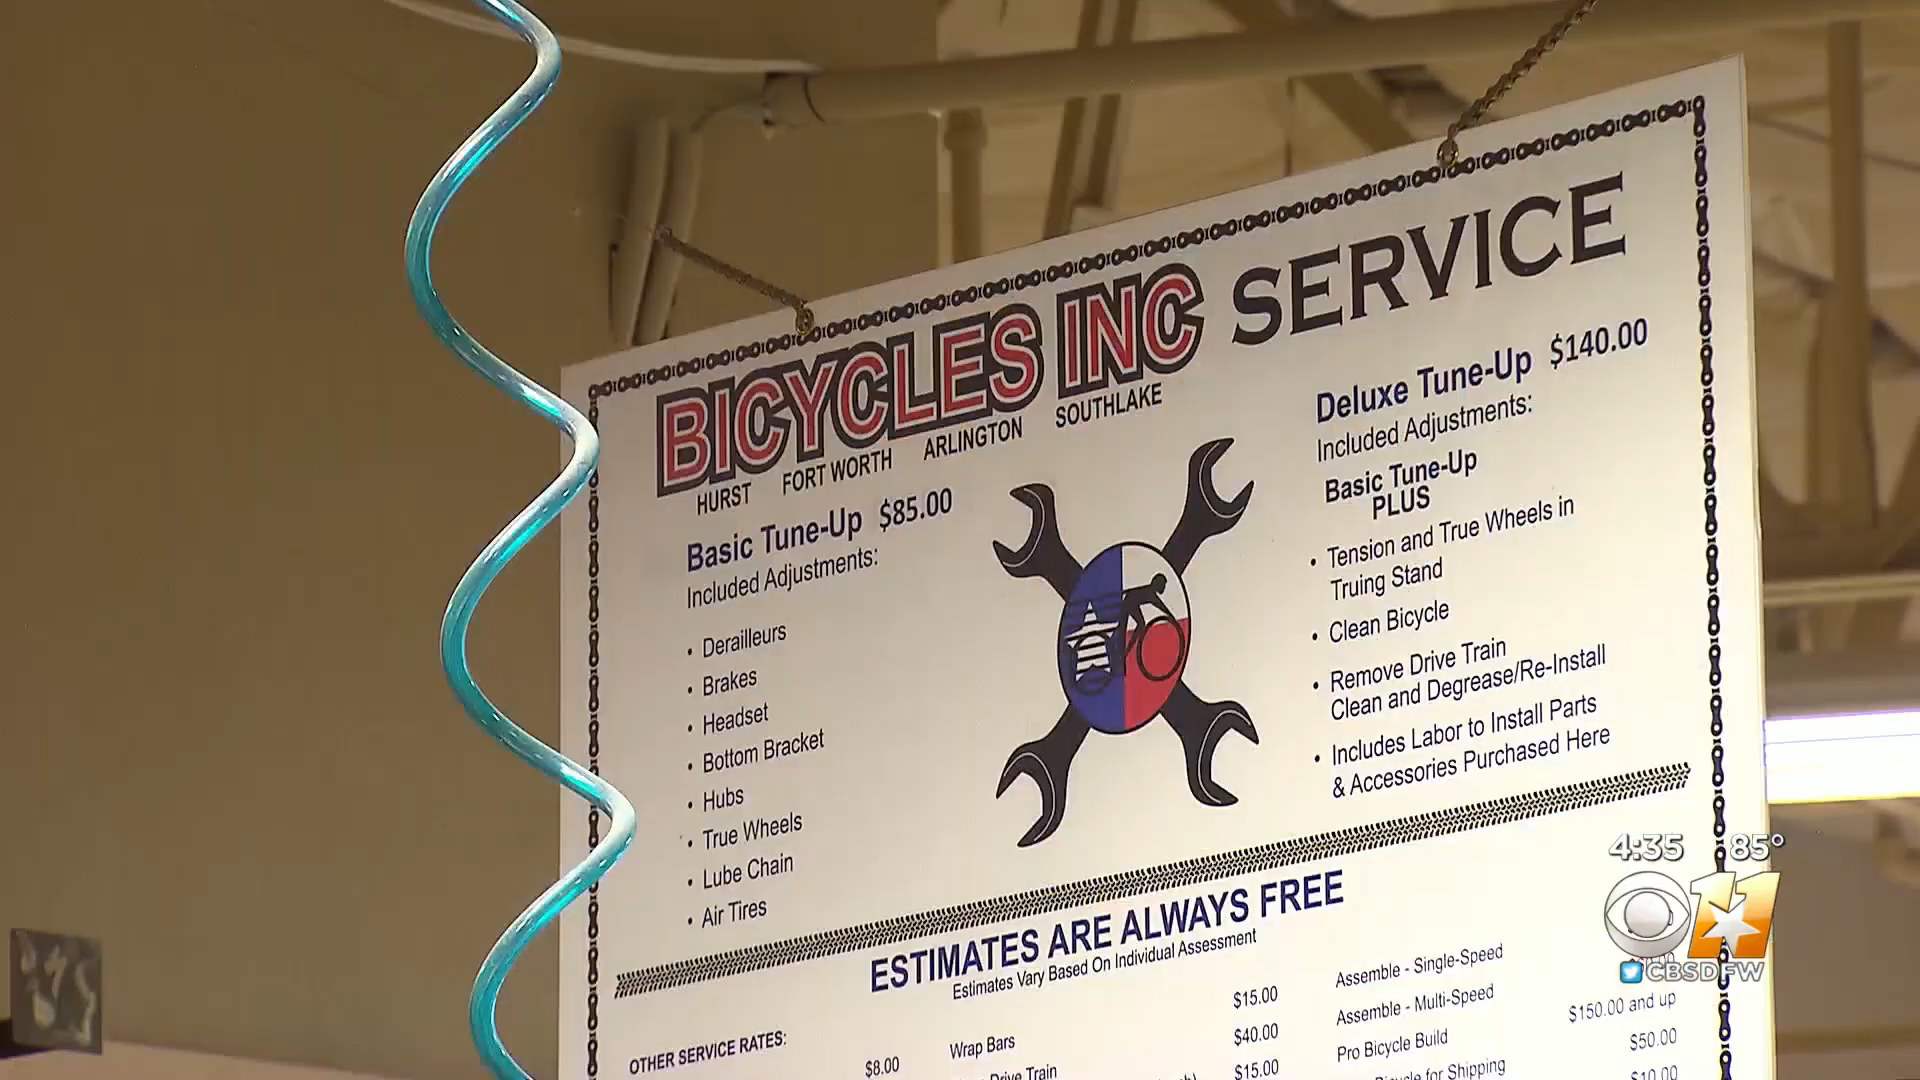 BICYCLES INC SERVICE
HURST FORT WORTH ARLINGTON SOUTHLAKE
Basic Tune-Up $85.00
Included Adjustments:
• Derailleurs
• Brakes
• Headset
• Bottom Bracket
• Hubs
• True Wheels
• Lube Chain
• Air Tires
Deluxe Tune-Up $140.00
Included Adjustments:
Basic Tune-Up
PLUS
• Tension and True Wheels in
Truing Stand
• Clean Bicycle
• Remove Drive Train
Clean and Degrease/Re-Install
• Includes Labor to Install Parts
& Accessories Purchased Here
ESTIMATES ARE ALWAYS FREE
Estimates Vary Based On Individual Assessment
OTHER SERVICE RATES:
$8.00
Wrap Bars
Drive Train
$15.00
$40.00
$15.00
Assemble - Single-Speed
Assemble - Multi-Speed
Pro Bicycle Build
Bicycle for Shipping
$150.00 and up
$50.00
$10.00
4:35 85°
11
CBSDFW